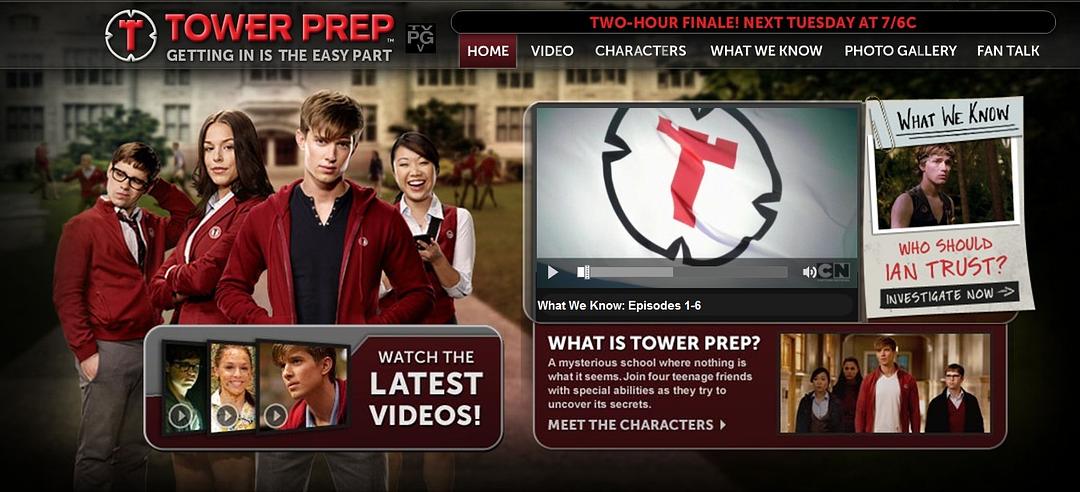 TOWER PREP™
GETTING IN IS THE EASY PART
TV
PG
V
TWO-HOUR FINALE! NEXT TUESDAY AT 7/6C
HOME VIDEO CHARACTERS WHAT WE KNOW PHOTO GALLERY FAN TALK
CN
What We Know: Episodes 1-6
WHAT WE KNOW
WHO SHOULD
IAN TRUST?
INVESTIGATE NOW
WATCH THE
LATEST
VIDEOS!
WHAT IS TOWER PREP?
A mysterious school where nothing is
what it seems. Join four teenage friends
with special abilities as they try to
uncover its secrets.
MEET THE CHARACTERS